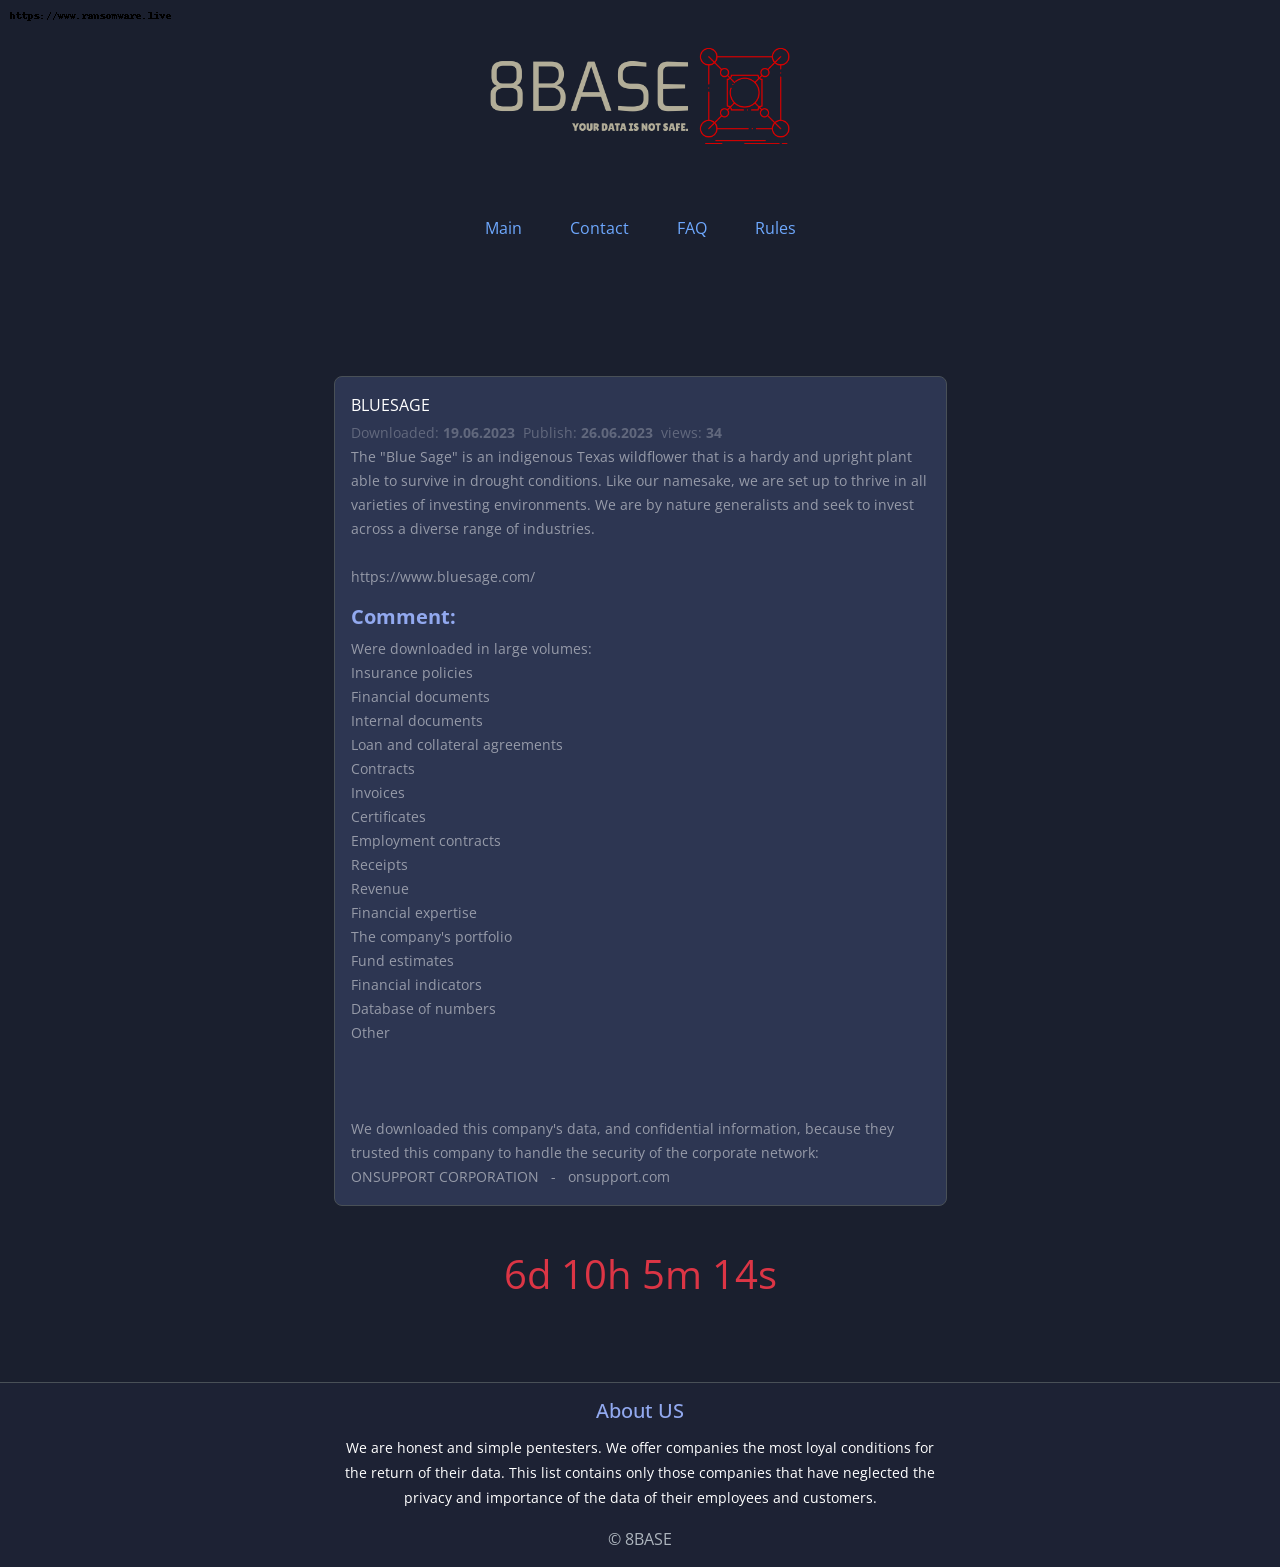 https://www.ransomware.live
8BASE
YOUR DATA IS NOT SAFE.
Main Contact FAQ Rules
BLUESAGE
Downloaded: 19.06.2023 Publish: 26.06.2023 views: 34
The "Blue Sage" is an indigenous Texas wildflower that is a hardy and upright plant
able to survive in drought conditions. Like our namesake, we are set up to thrive in all
varieties of investing environments. We are by nature generalists and seek to invest
across a diverse range of industries.
https://www.bluesage.com/
Comment:
Were downloaded in large volumes:
Insurance policies
Financial documents
Internal documents
Loan and collateral agreements
Contracts
Invoices
Certificates
Employment contracts
Receipts
Revenue
Financial expertise
The company's portfolio
Fund estimates
Financial indicators
Database of numbers
Other
We downloaded this company's data, and confidential information, because they
trusted this company to handle the security of the corporate network:
ONSUPPORT CORPORATION - onsupport.com
6d 10h 5m 14s
About US
We are honest and simple pentesters. We offer companies the most loyal conditions for
the return of their data. This list contains only those companies that have neglected the
privacy and importance of the data of their employees and customers.
© 8BASE